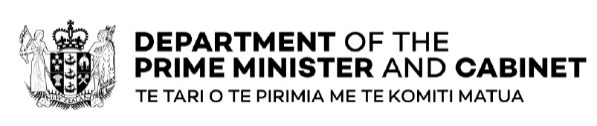 DEPARTMENT OF THE
PRIME MINISTER AND CABINET
TE TARI O TE PIRIMIA ME TE KOMITI MATUA